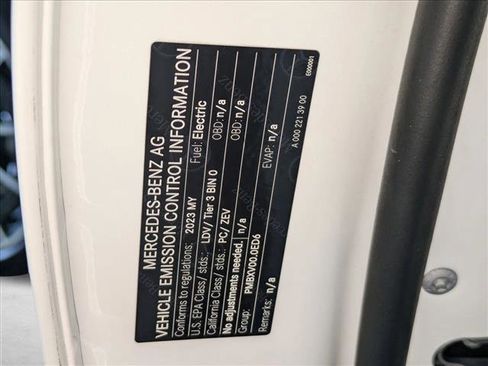 MERCEDES-BENZ AG
VEHICLE EMISSION CONTROL INFORMATION
Conforms to regulations: 2023 MY Fuel: Electric
U.S. EPA Class/ stds.: LDV/ Tier 3 BIN 0 OBD: n/a
California Class/ stds.: PC/ ZEV OBD: n/a
No adjustments needed. n/a
Group: PMBXV00.0ED6 EVAP: n/a
Remarks: n/a
A 000 221 39 00
E000001